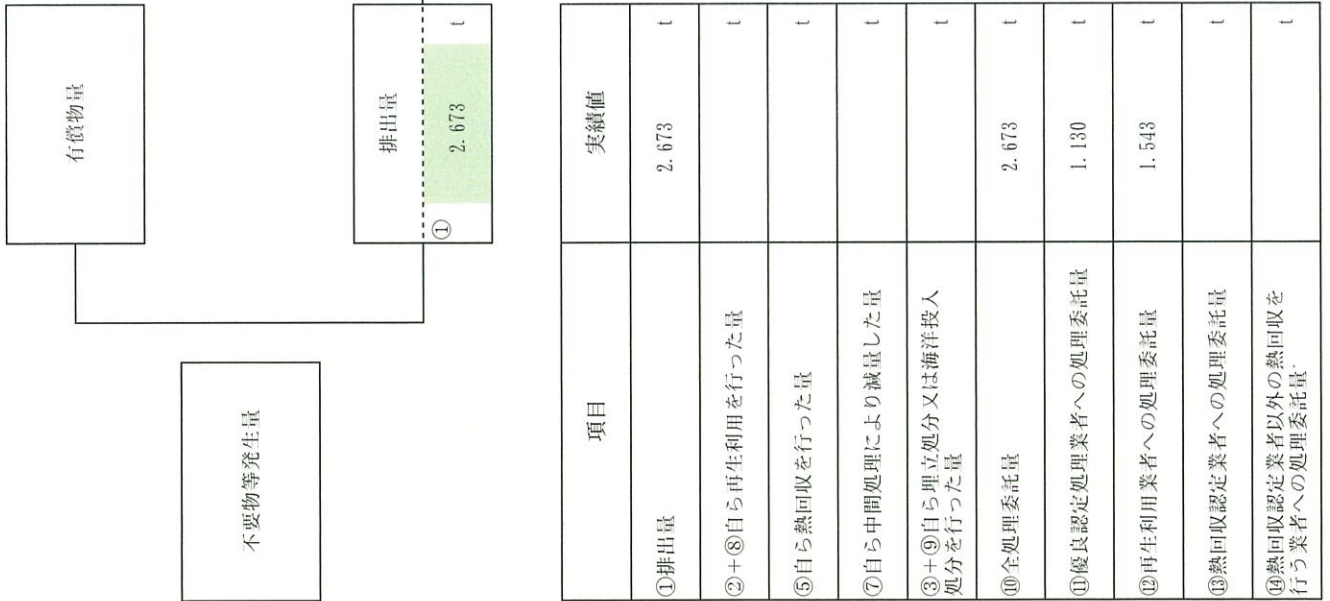 不要物等発生量
有償物量
排出量
① 2.673 t
項目 実績値
①排出量 2.673 t
②+⑧自ら再生利用を行った量 t
⑤自ら熱回収を行った量 t
⑦自ら中間処理により減量した量 t
③+⑨自ら埋立処分又は海洋投入
処分を行った量 t
⑩全処理委託量 2.673 t
⑪優良認定処理業者への処理委託量 1.130 t
⑫再生利用業者への処理委託量 1.543 t
⑬熱回収認定業者への処理委託量 t
⑭熱回収認定業者以外の熱回収を
行う業者への処理委託量 t